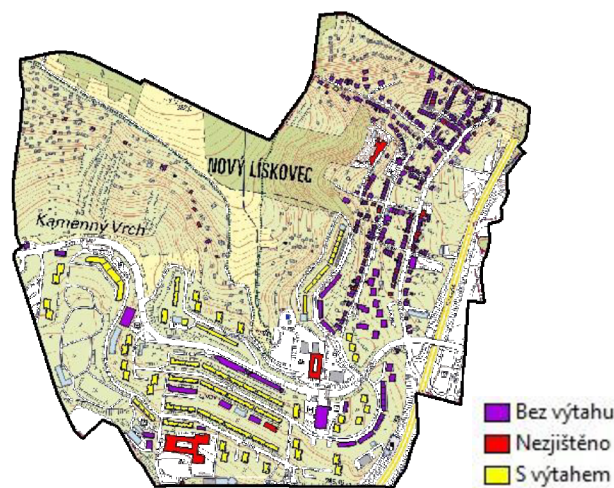 NOVÝ LÍSKOVEC
Kamenný Vrch
Bez výtahu
Nezjištěno
S výtahem